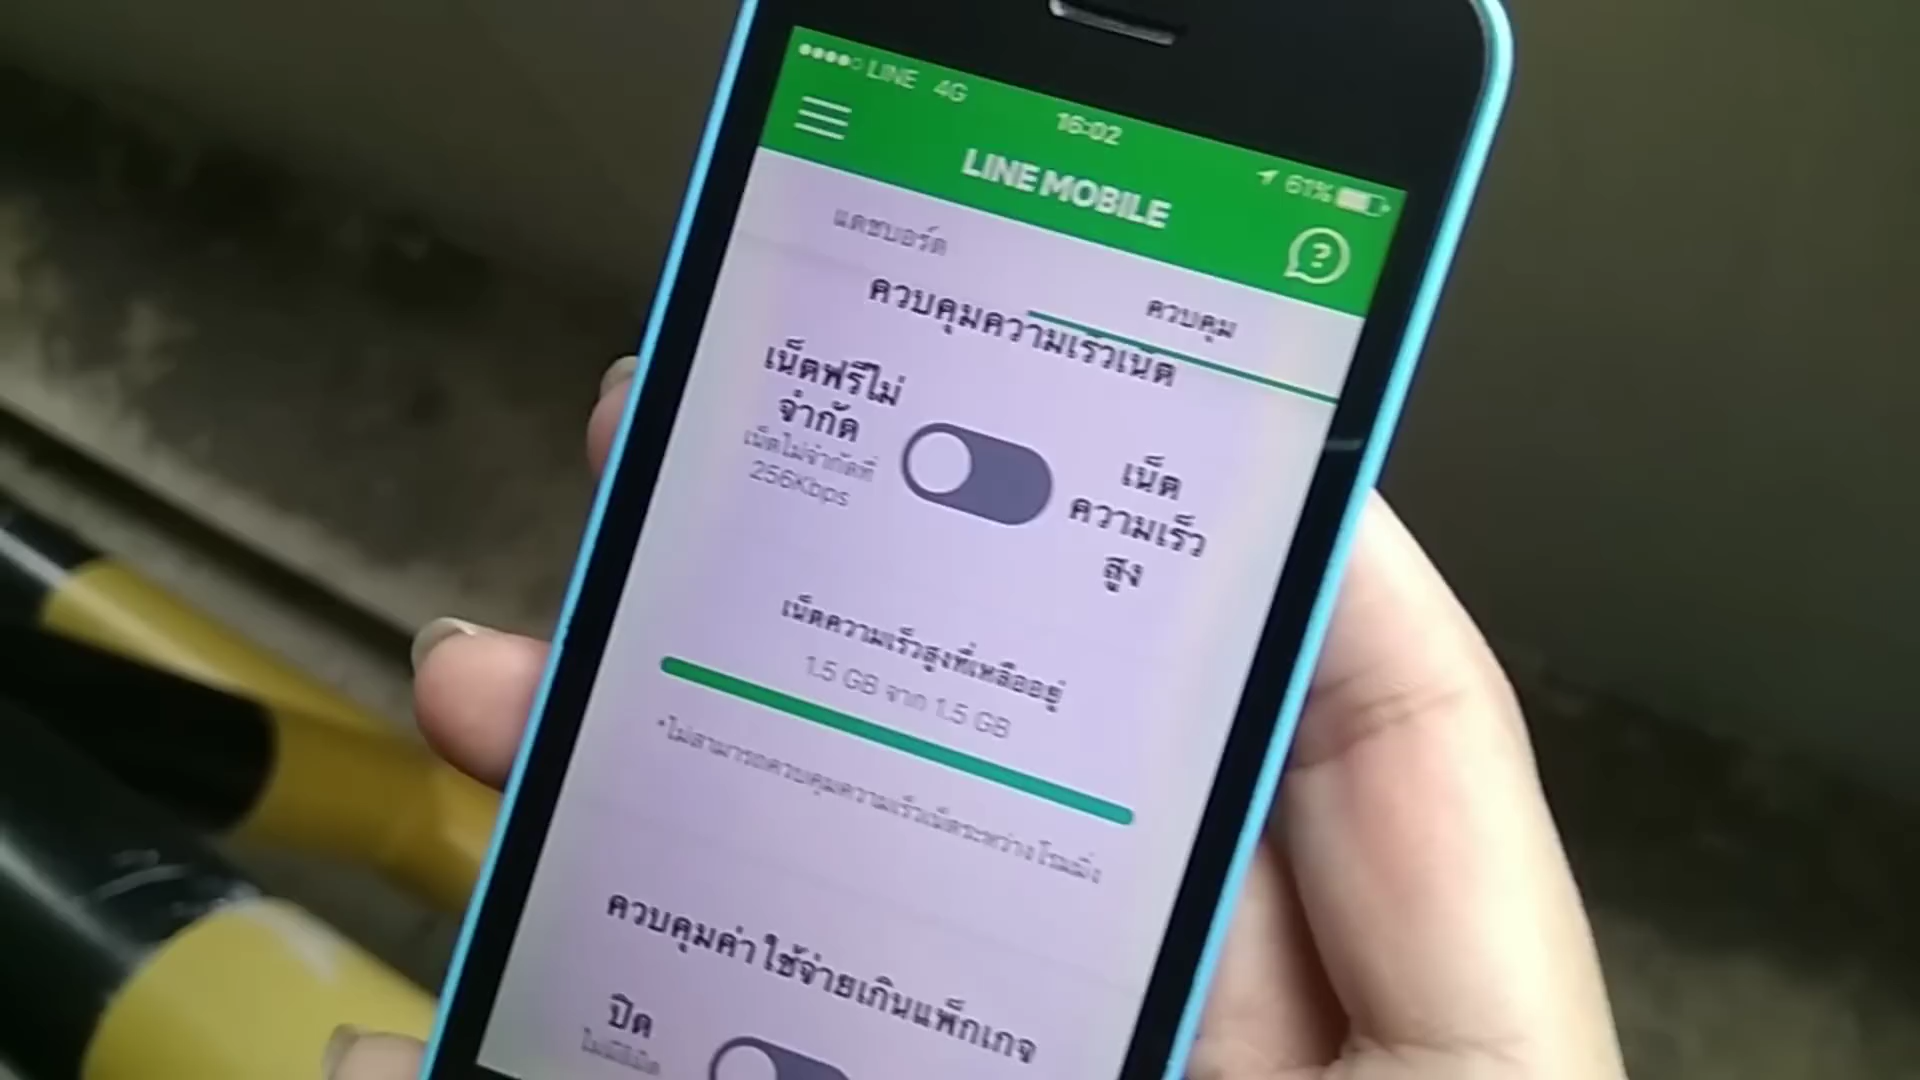 LINE 4G
16:02
61%
LINE MOBILE
?
แดชบอร์ด
ควบคุม
ควบคุมความเร็วเน็ต
เน็ตฟรีไม่
จำกัด
เน็ตไม่จำกัดที่
256Kbps
เน็ต
ความเร็ว
สูง
เน็ตความเร็วสูงที่เหลืออยู่
1.5 GB จาก 1.5 GB
*ไม่สามารถควบคุมความเร็วเน็ตระหว่างโรมมิ่ง
ควบคุมค่าใช้จ่ายเกินแพ็กเกจ
ปิด